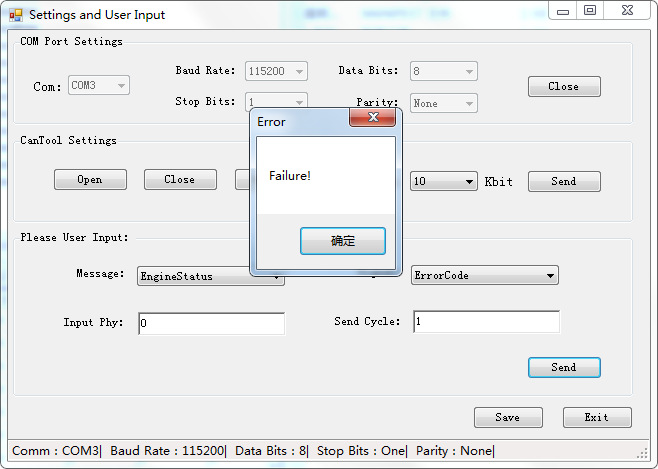 Settings and User Input
COM Port Settings
Com: COM3 Baud Rate: 115200 Data Bits: 8
Stop Bits: 1 Parity: None Close
Error
Failure!
确定
CanTool Settings
Open Close 10 Kbit Send
Please User Input:
Message: EngineStatus ErrorCode
Input Phy: 0 Send Cycle: 1
Send
Save Exit
Comm : COM3| Baud Rate : 115200| Data Bits : 8| Stop Bits : One| Parity : None|